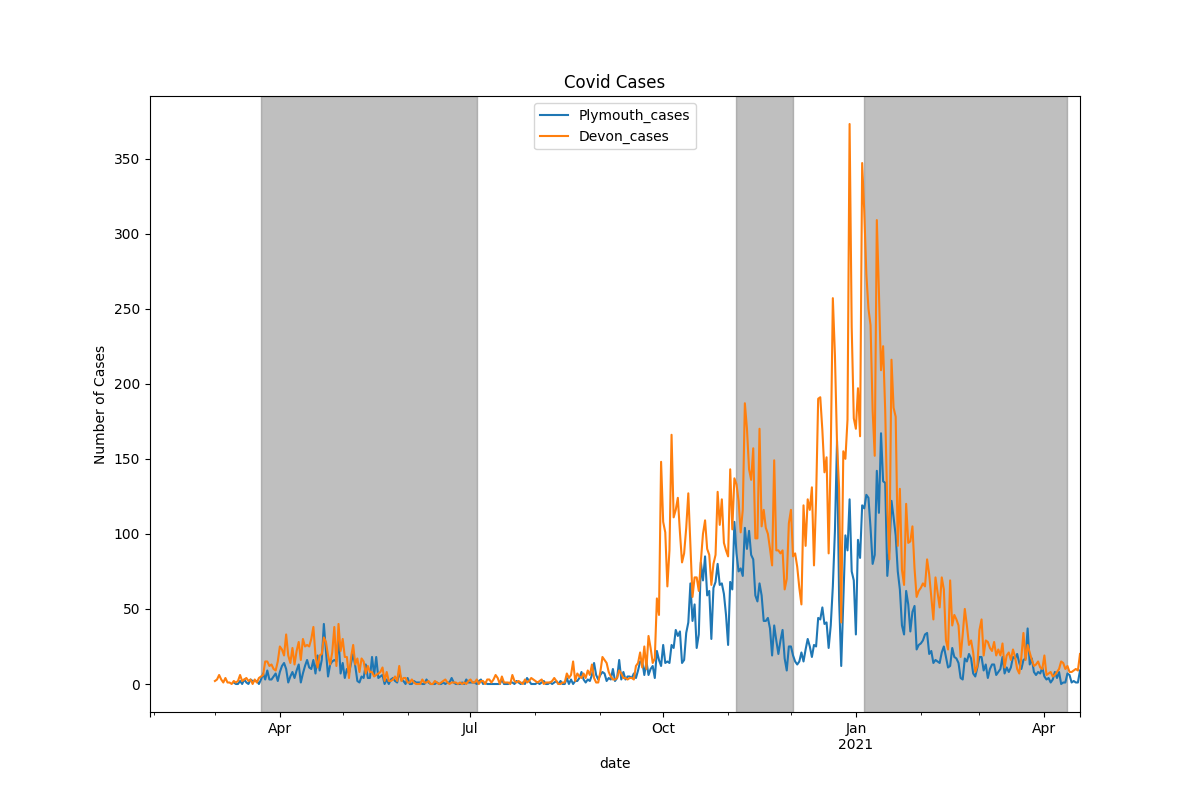 Covid Cases
Plymouth_cases
Devon_cases
350
300
250
200
150
100
50
0
Number of Cases
Apr
Jul
Oct
Jan
2021
Apr
date